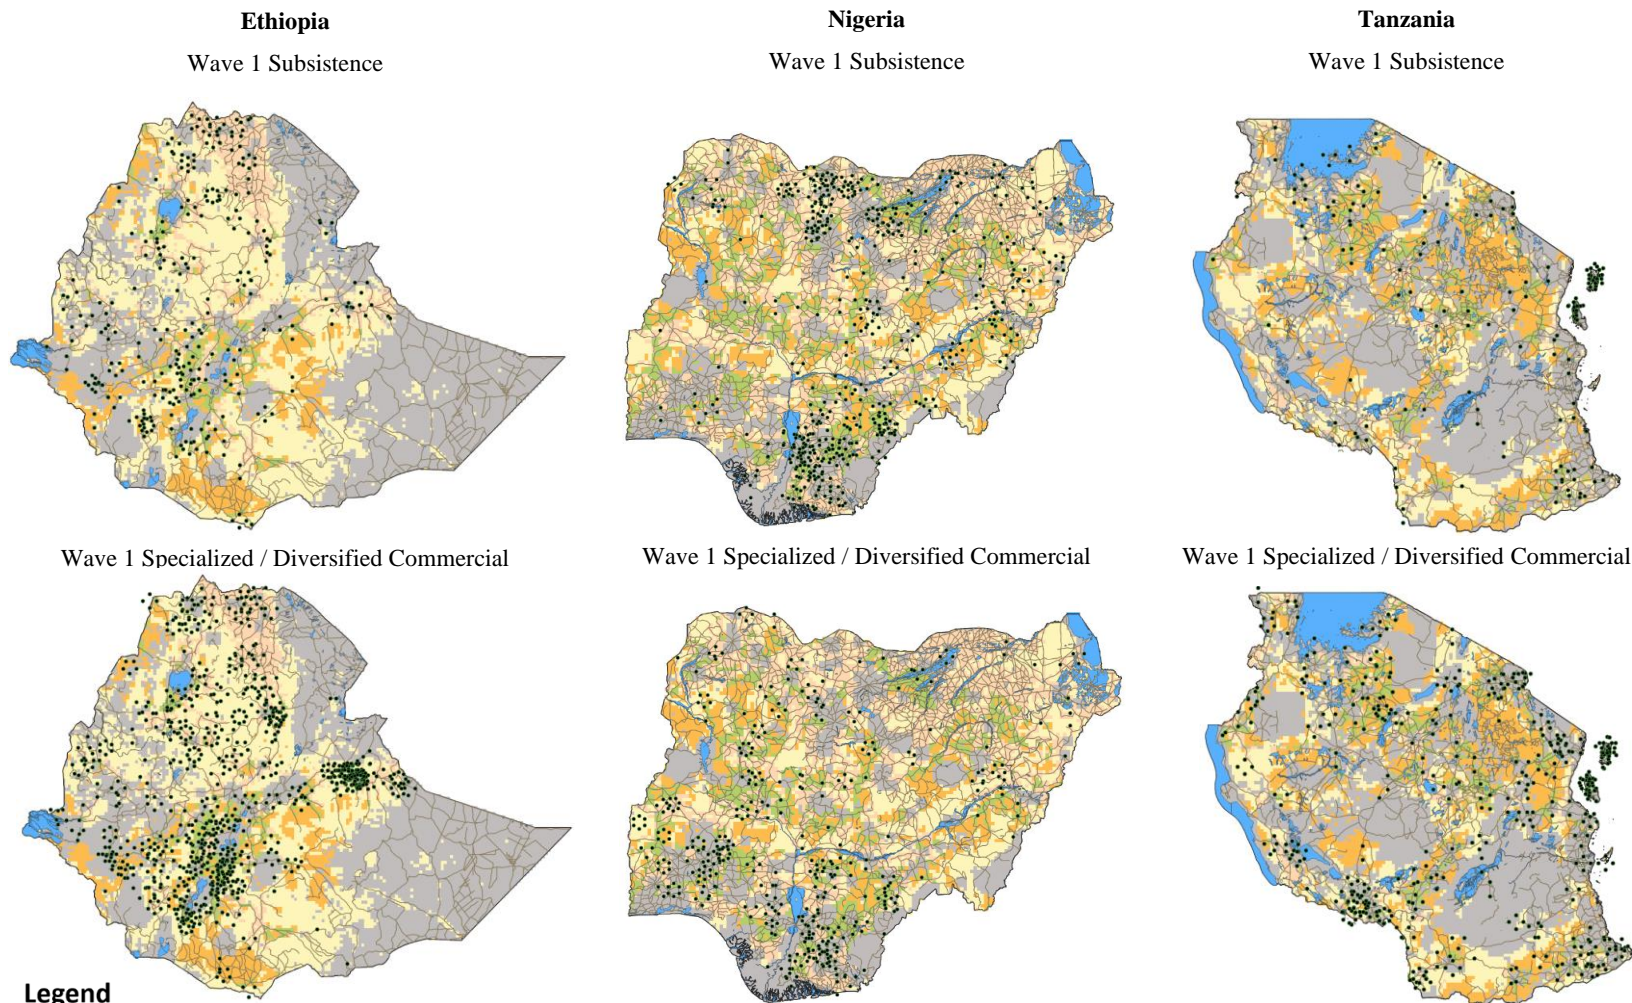 Ethiopia
Nigeria
Tanzania
Wave 1 Subsistence
Wave 1 Subsistence
Wave 1 Subsistence
Wave 1 Specialized / Diversified Commercial
Wave 1 Specialized / Diversified Commercial
Wave 1 Specialized / Diversified Commercial
Legend